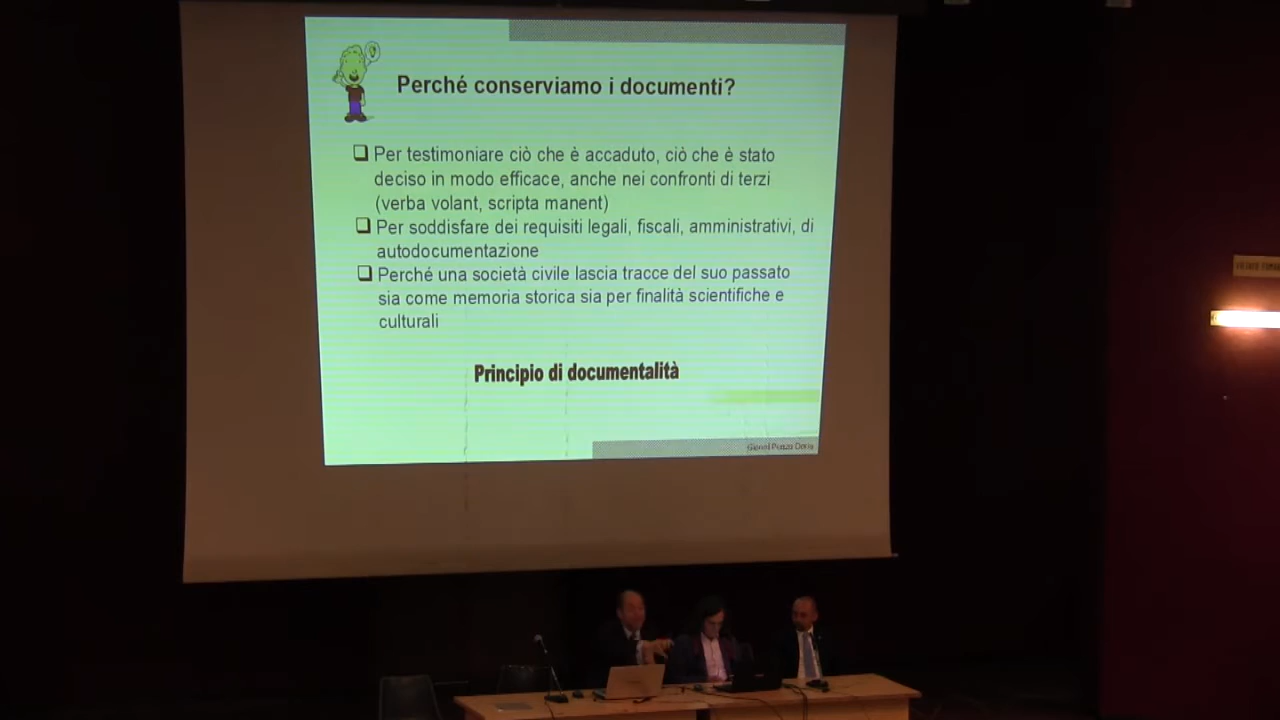 Perché conserviamo i documenti?
Per testimoniare ciò che è accaduto, ciò che è stato
deciso in modo efficace, anche nei confronti di terzi
(verba volant, scripta manent)
Per soddisfare dei requisiti legali, fiscali, amministrativi, di
autodocumentazione
Perché una società civile lascia tracce del suo passato
sia come memoria storica sia per finalità scientifiche e
culturali
Principio di documentalità